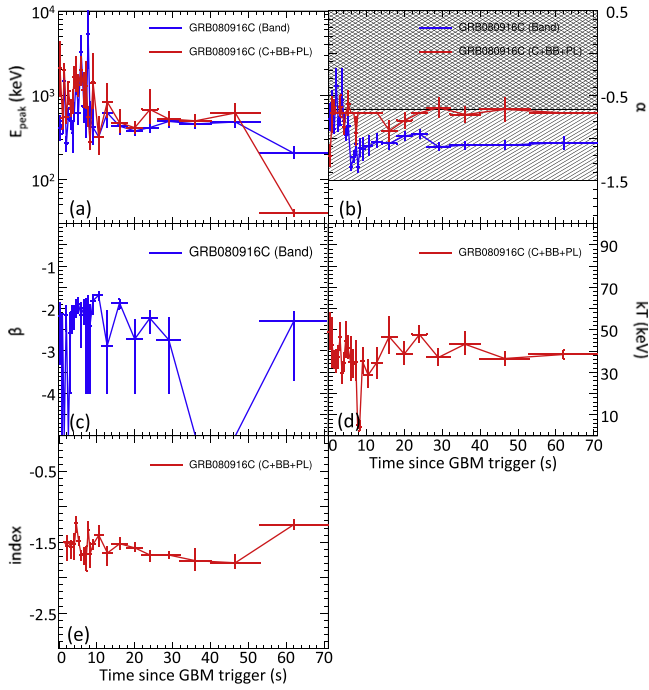 10⁴
GRB080916C (Band)
GRB080916C (C+BB+PL)
E_peak (keV)
10³
10²
(a)
GRB080916C (Band)
GRB080916C (C+BB+PL)
0.5
-0.5
α
-1.5
(b)
GRB080916C (Band)
-1
-2
β
-3
-4
(c)
GRB080916C (C+BB+PL)
90
70
kT (keV)
50
30
10
(d)
0 10 20 30 40 50 60 70
Time since GBM trigger (s)
GRB080916C (C+BB+PL)
-0.5
index
-1.5
-2.5
(e)
0 10 20 30 40 50 60 70
Time since GBM trigger (s)